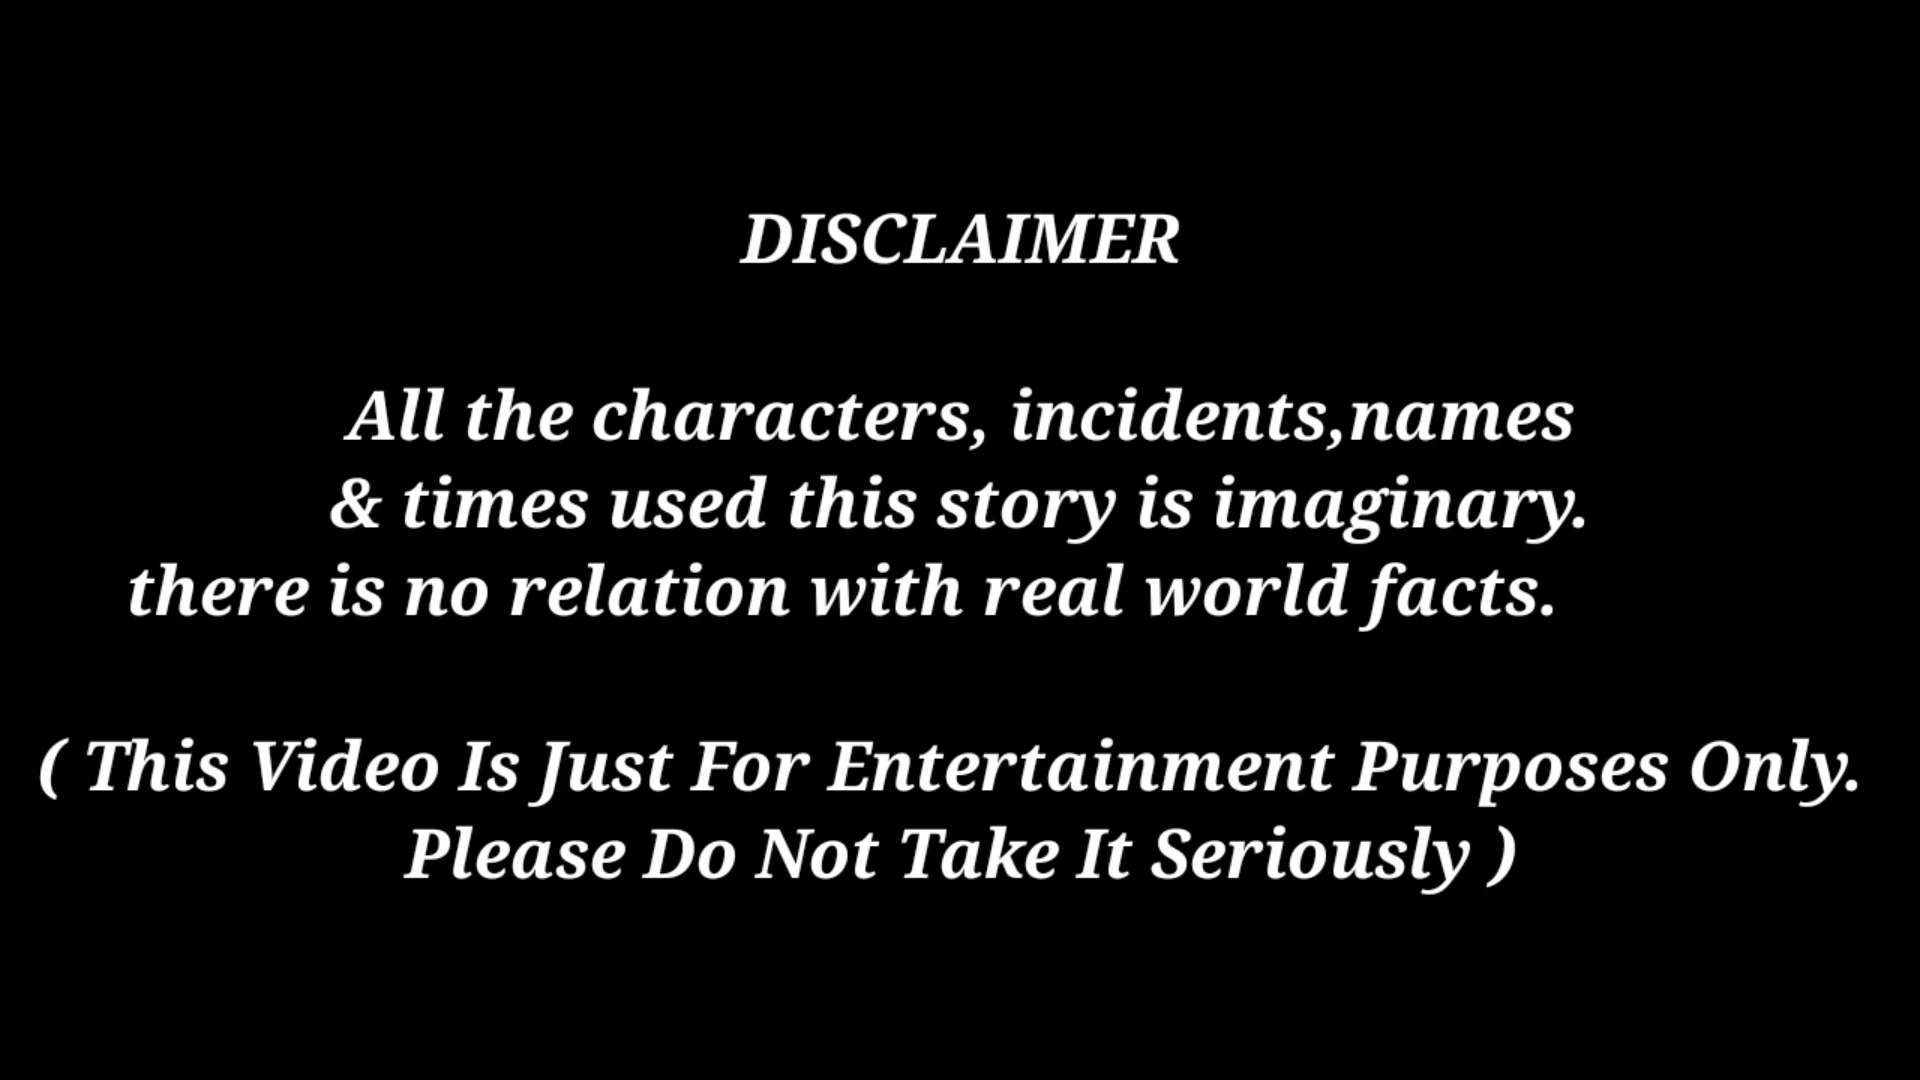 DISCLAIMER
All the characters, incidents,names
& times used this story is imaginary.
there is no relation with real world facts.
( This Video Is Just For Entertainment Purposes Only.
Please Do Not Take It Seriously )